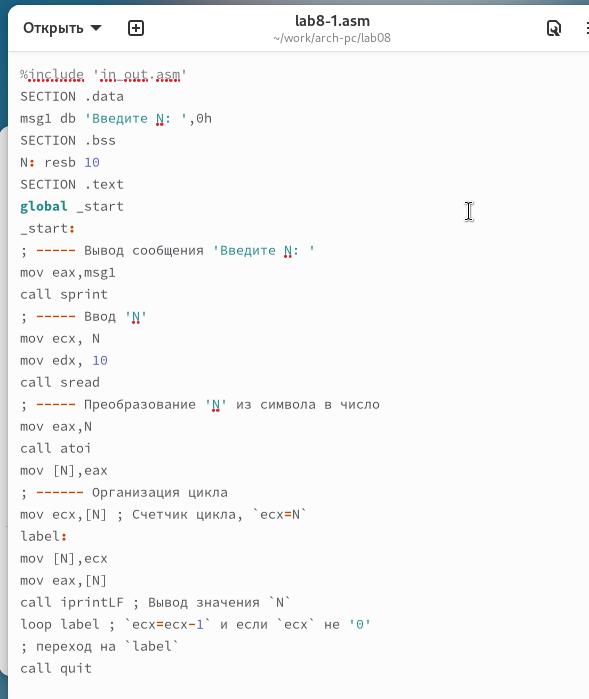 Открыть
lab8-1.asm
~/work/arch-pc/lab08
%include 'in_out.asm'
SECTION .data
msg1 db 'Введите N: ',0h
SECTION .bss
N: resb 10
SECTION .text
global _start
_start:
; ----- Вывод сообщения 'Введите N: '
mov eax,msg1
call sprint
; ----- Ввод 'N'
mov ecx, N
mov edx, 10
call sread
; ----- Преобразование 'N' из символа в число
mov eax,N
call atoi
mov [N],eax
; ------ Организация цикла
mov ecx,[N] ; Счетчик цикла, `ecx=N`
label:
mov [N],ecx
mov eax,[N]
call iprintLF ; Вывод значения `N`
loop label ; `ecx=ecx-1` и если `ecx` не '0'
; переход на `label`
call quit